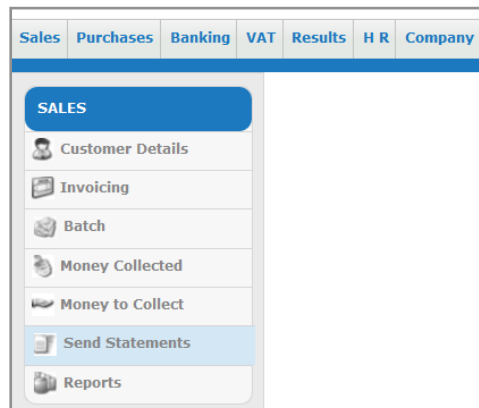 Sales Purchases Banking VAT Results H R Company
SALES
Customer Details
Invoicing
Batch
Money Collected
Money to Collect
Send Statements
Reports